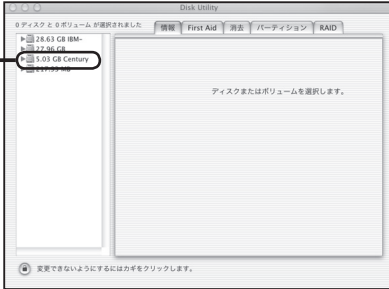 Disk Utility
0 ディスク と 0 ボリューム が選択されました
情報 First Aid 消去 パーティション RAID
28.63 GB IBM-
27.96 GB
5.03 GB Century
217.93 MB
ディスクまたはボリュームを選択します。
変更できないようにするにはカギをクリックします。